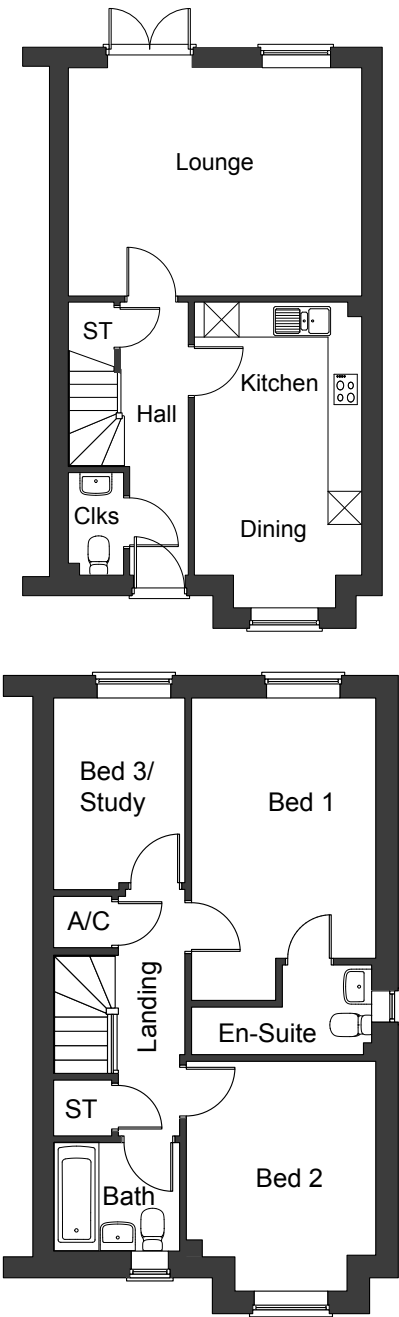 Lounge
ST
Kitchen
Hall
Clks
Dining
Bed 3/
Study
Bed 1
A/C
Landing
En-Suite
ST
Bed 2
Bath